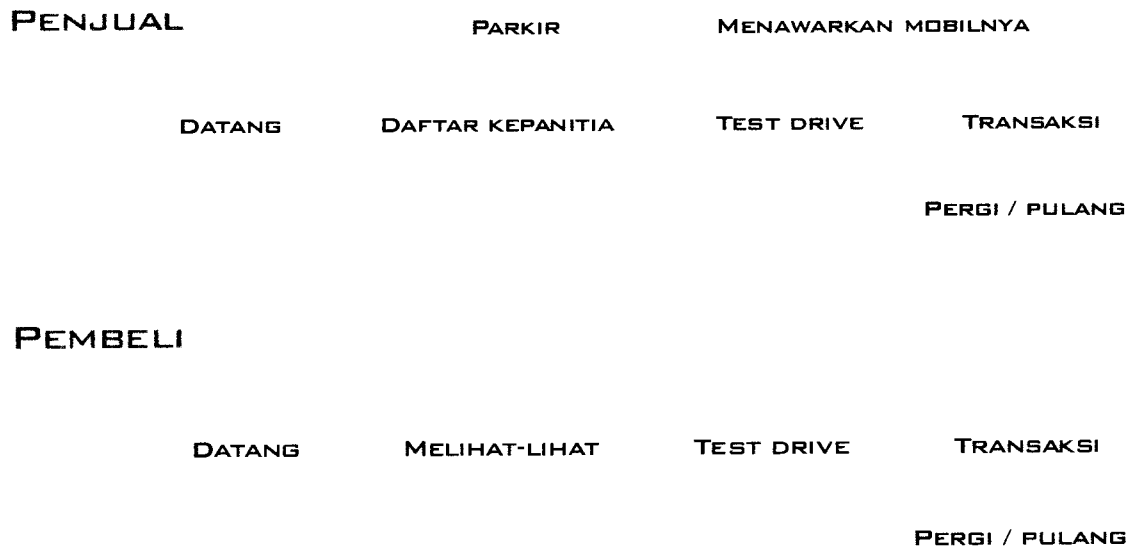 PENJUAL PARKIR MENAWARKAN MOBILNYA
DATANG DAFTAR KEPANITIA TEST DRIVE TRANSAKSI
PERGI / PULANG
PEMBELI
DATANG MELIHAT-LIHAT TEST DRIVE TRANSAKSI
PERGI / PULANG